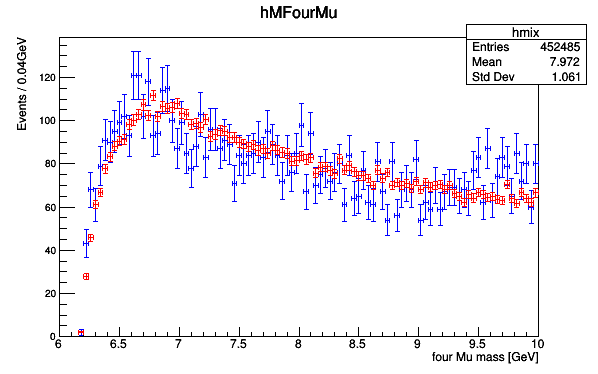 hMFourMu
hmix
Entries 452485
Mean 7.972
Std Dev 1.061
Events / 0.04GeV
120
100
80
60
40
20
0
6 6.5 7 7.5 8 8.5 9 9.5 10
four Mu mass [GeV]